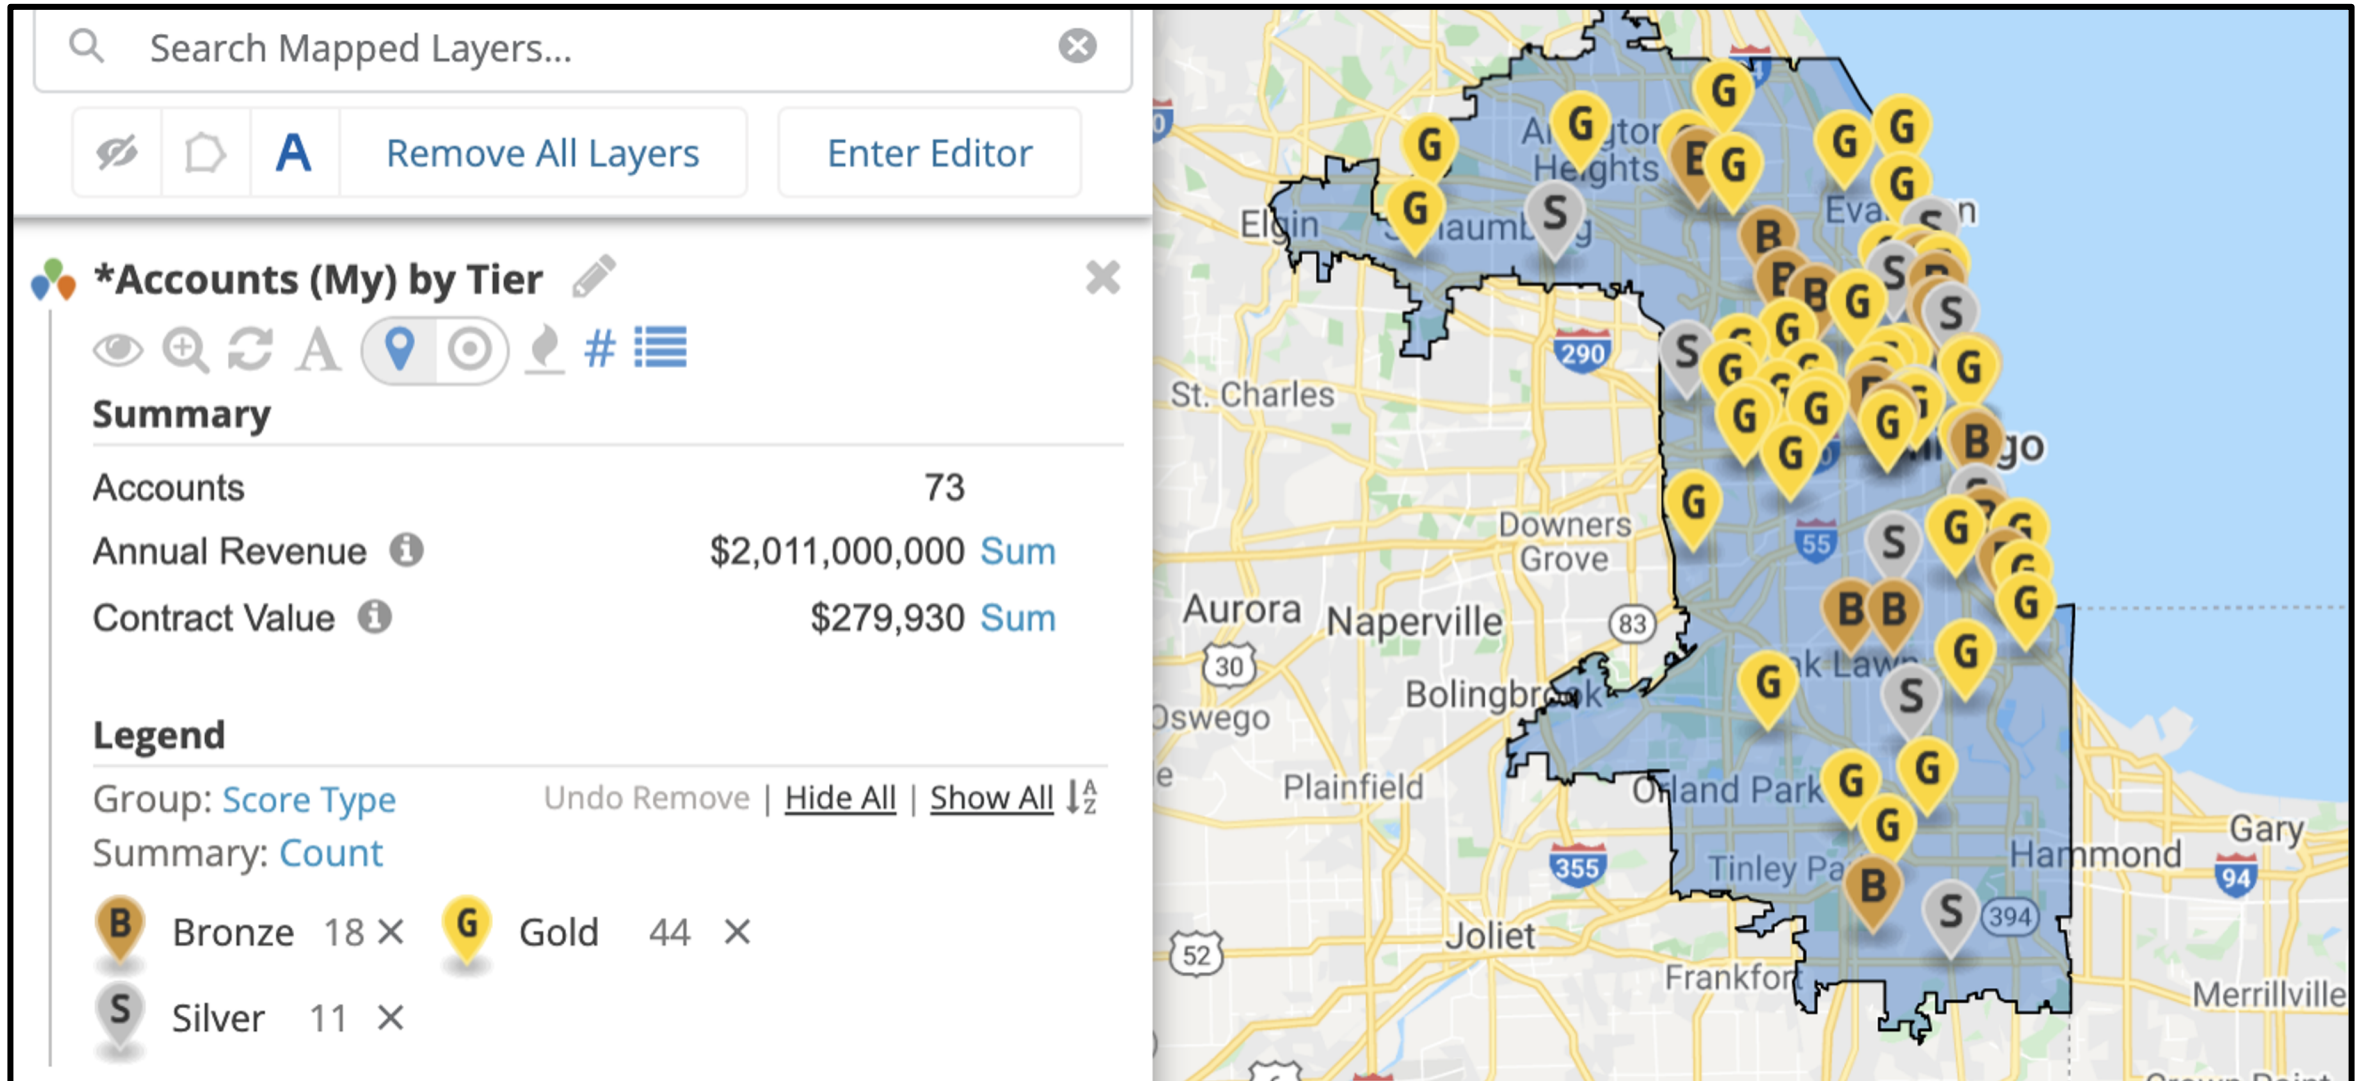 Search Mapped Layers...
A Remove All Layers Enter Editor
*Accounts (My) by Tier
A #
Summary
Accounts 73
Annual Revenue $2,011,000,000 Sum
Contract Value $279,930 Sum
Legend
Group: Score Type Undo Remove | Hide All | Show All AZ
Summary: Count
B Bronze 18 × G Gold 44 ×
S Silver 11 ×
G
G
G
G
G
Heights
B
G
G
G
Elgin
G
S
S
B
B
B
G
S
S
290
S
G
G
G
St. Charles
G
G
G
G
B
G
Downers
Grove
G
S
G
G
55
Aurora
Naperville
83
B
B
G
G
30
Bolingbrook
G
S
G
Oswego
Plainfield
Orland Park
G
G
G
Gary
Hammond
355
Tinley
B
94
S
394
Joliet
52
Frankfort
Merrillville